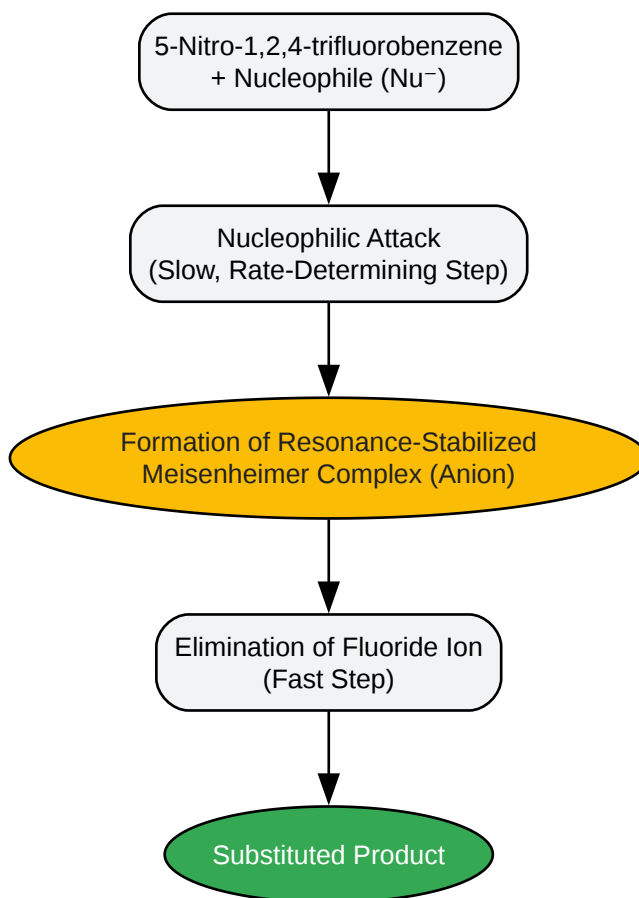 5-Nitro-1,2,4-trifluorobenzene
+ Nucleophile (Nu⁻)
Nucleophilic Attack
(Slow, Rate-Determining Step)
Formation of Resonance-Stabilized
Meisenheimer Complex (Anion)
Elimination of Fluoride Ion
(Fast Step)
Substituted Product